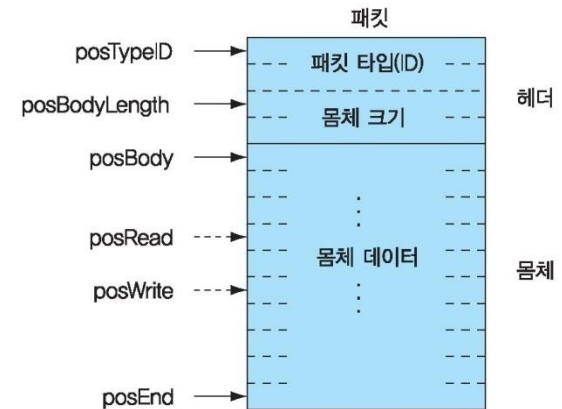 패킷
posTypeID
패킷 타입(ID)
헤더
posBodyLength
몸체 크기
posBody
posRead
몸체 데이터
몸체
posWrite
posEnd